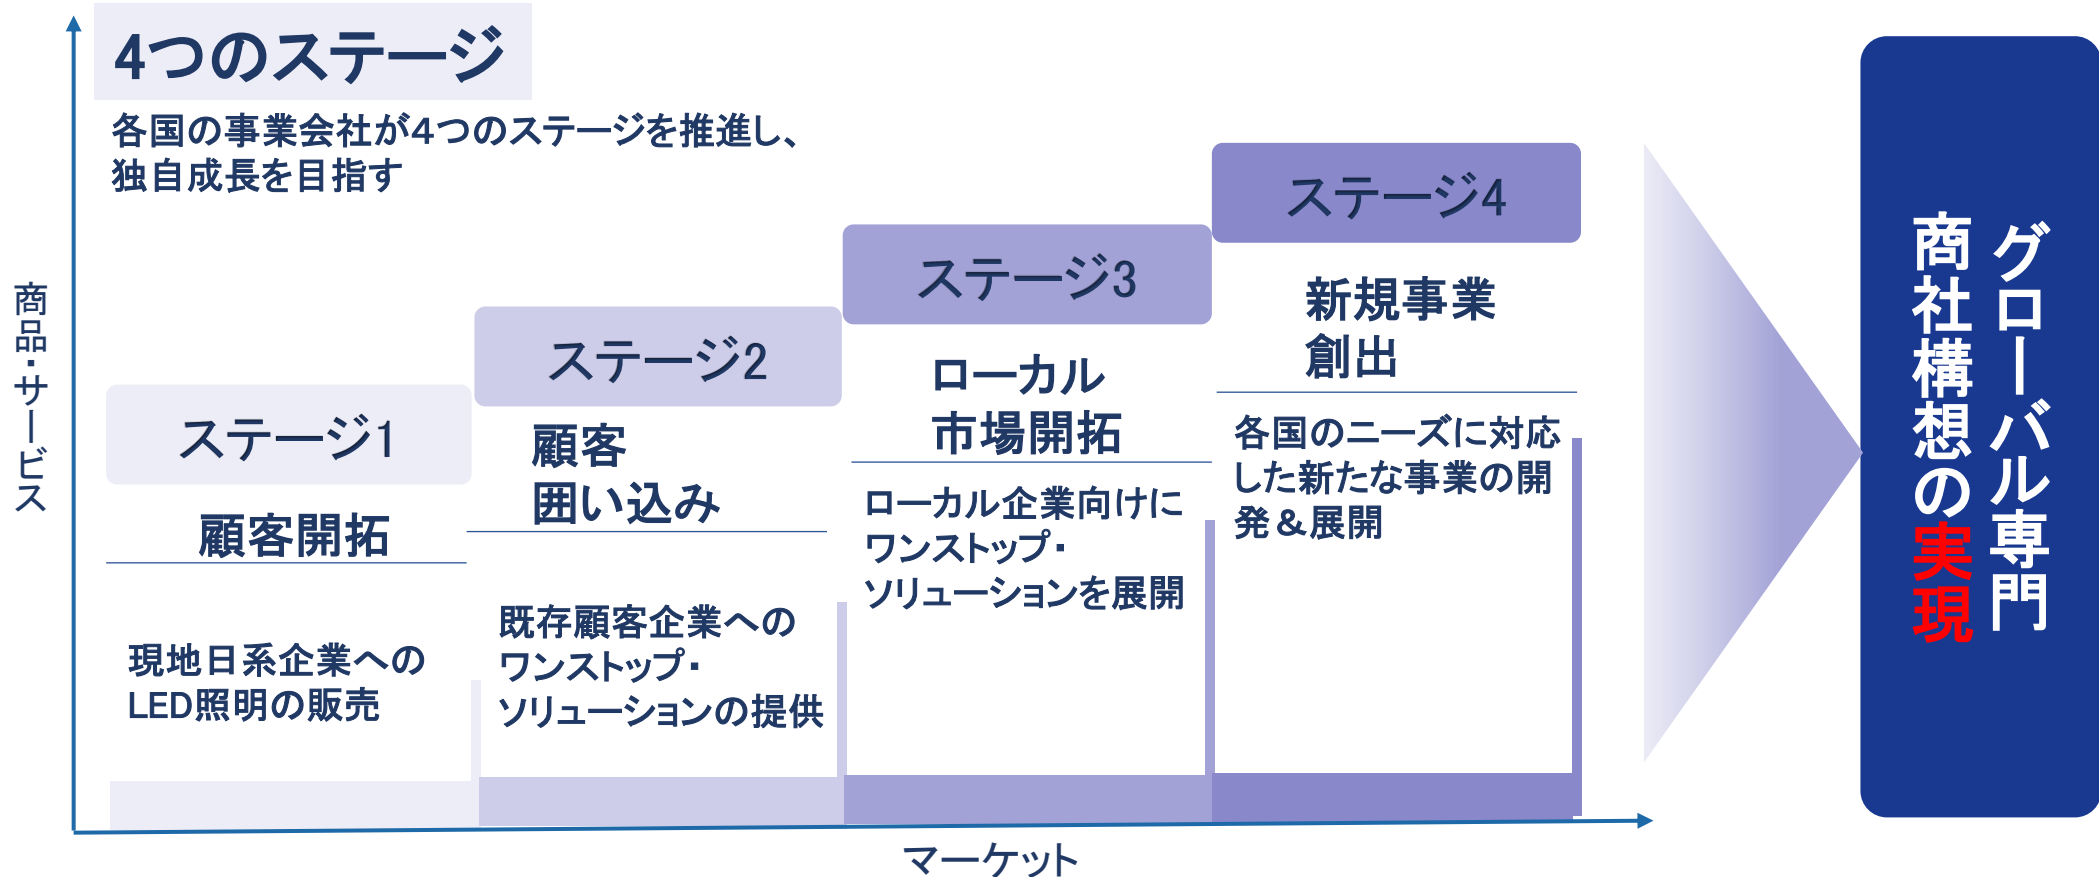 4つのステージ
各国の事業会社が4つのステージを推進し、
独自成長を目指す
商品・サービス
ステージ1
顧客開拓
現地日系企業への
LED照明の販売
ステージ2
顧客
囲い込み
既存顧客企業への
ワンストップ・
ソリューションの提供
ステージ3
ローカル
市場開拓
ローカル企業向けに
ワンストップ・
ソリューションを展開
ステージ4
新規事業
創出
各国のニーズに対応
した新たな事業の開
発＆展開
マーケット
グローバル専門
商社構想の実現